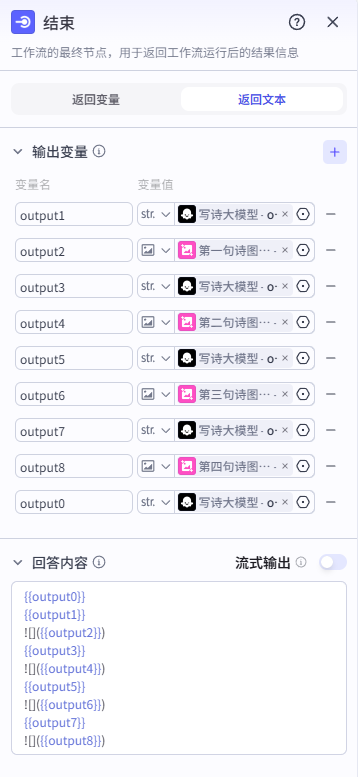 结束
工作流的最终节点，用于返回工作流运行后的结果信息
返回变量 返回文本
输出变量
变量名 变量值
output1 str. 写诗大模型 · o·
output2 第一句诗图··· ·
output3 str. 写诗大模型 · o·
output4 第二句诗图··· ·
output5 str. 写诗大模型 · o·
output6 第三句诗图··· ·
output7 str. 写诗大模型 · o·
output8 第四句诗图··· ·
output0 str. 写诗大模型 · o·
回答内容 流式输出
{{output0}}
{{output1}}
![]({{output2}})
{{output3}}
![]({{output4}})
{{output5}}
![]({{output6}})
{{output7}}
![]({{output8}})